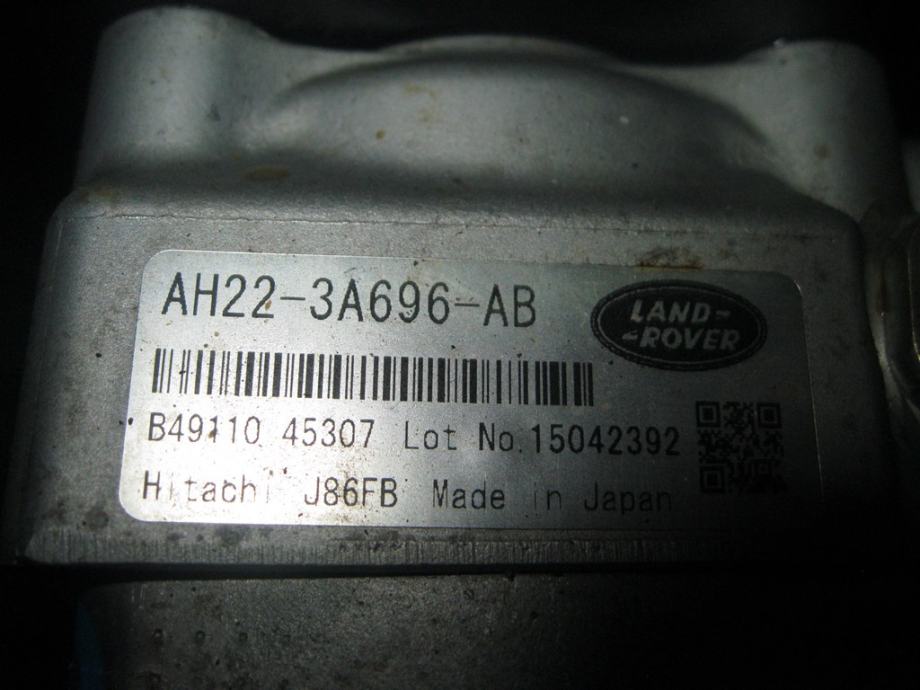 AH22-3A696-AB
LAND-
-ROVER
B49110 45307 Lot No.15042392
Hitachi J86FB Made in Japan